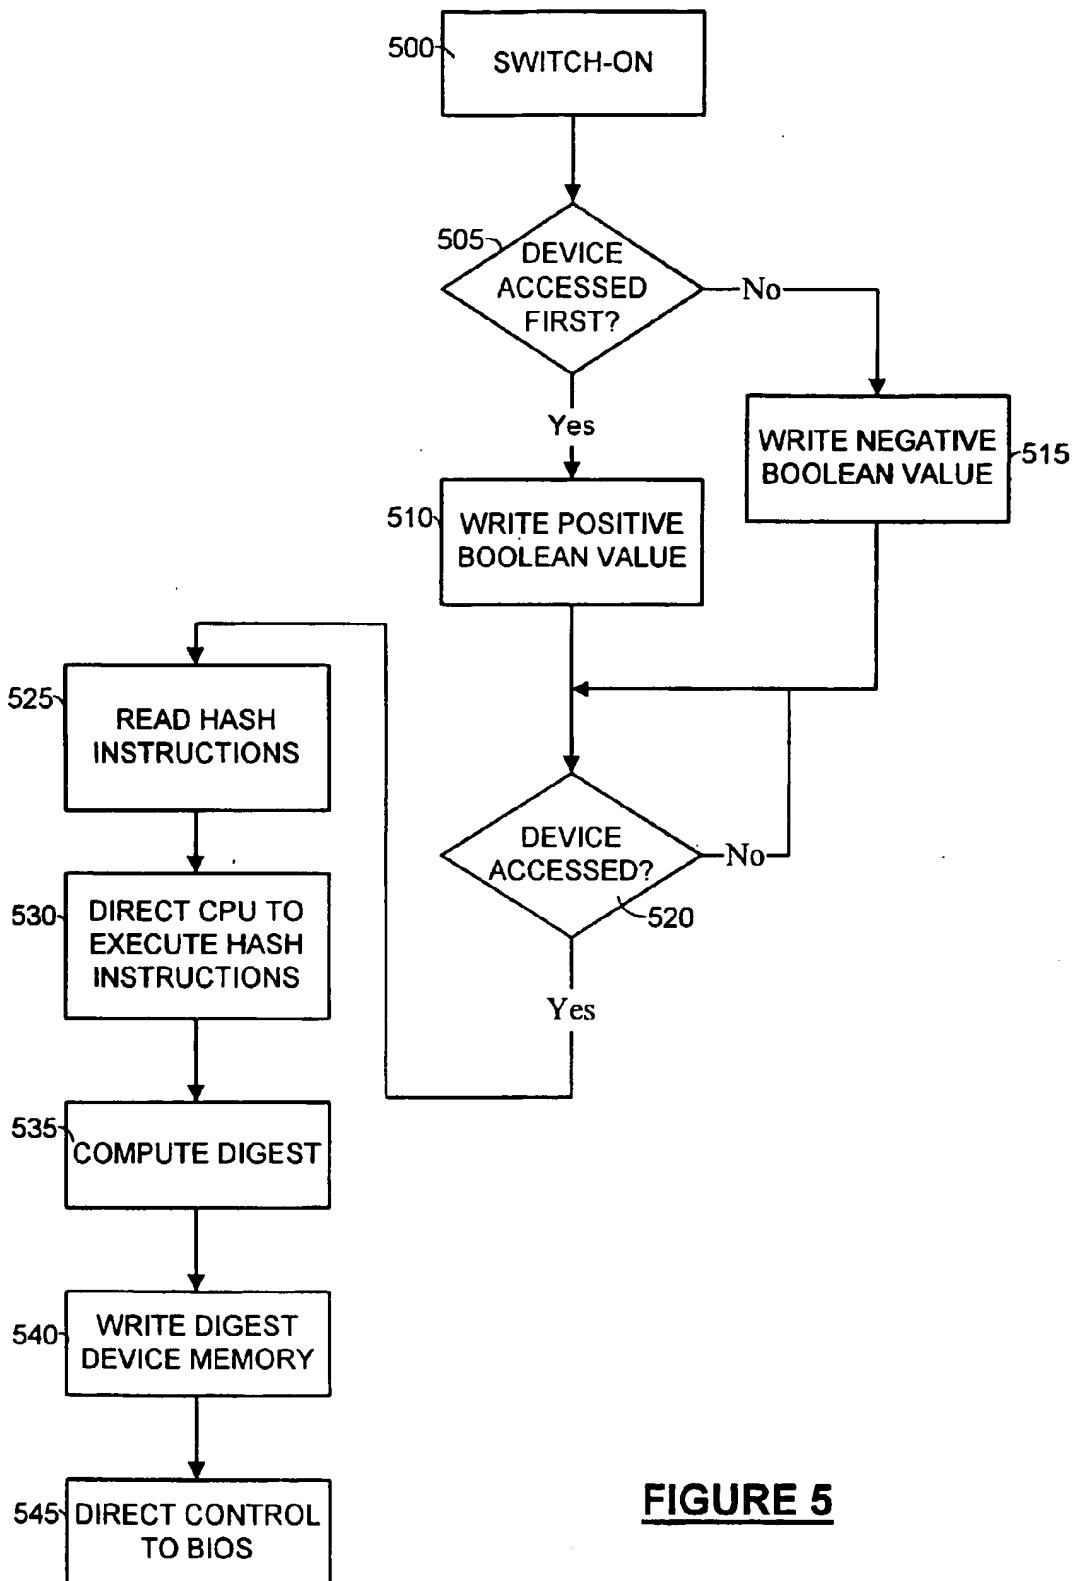 500
SWITCH-ON
505
DEVICE
ACCESSED
FIRST?
No
Yes
WRITE NEGATIVE
BOOLEAN VALUE
515
510
WRITE POSITIVE
BOOLEAN VALUE
525
READ HASH
INSTRUCTIONS
DEVICE
ACCESSED?
No
520
530
DIRECT CPU TO
EXECUTE HASH
INSTRUCTIONS
Yes
535
COMPUTE DIGEST
540
WRITE DIGEST
DEVICE MEMORY
545
DIRECT CONTROL
TO BIOS
FIGURE 5